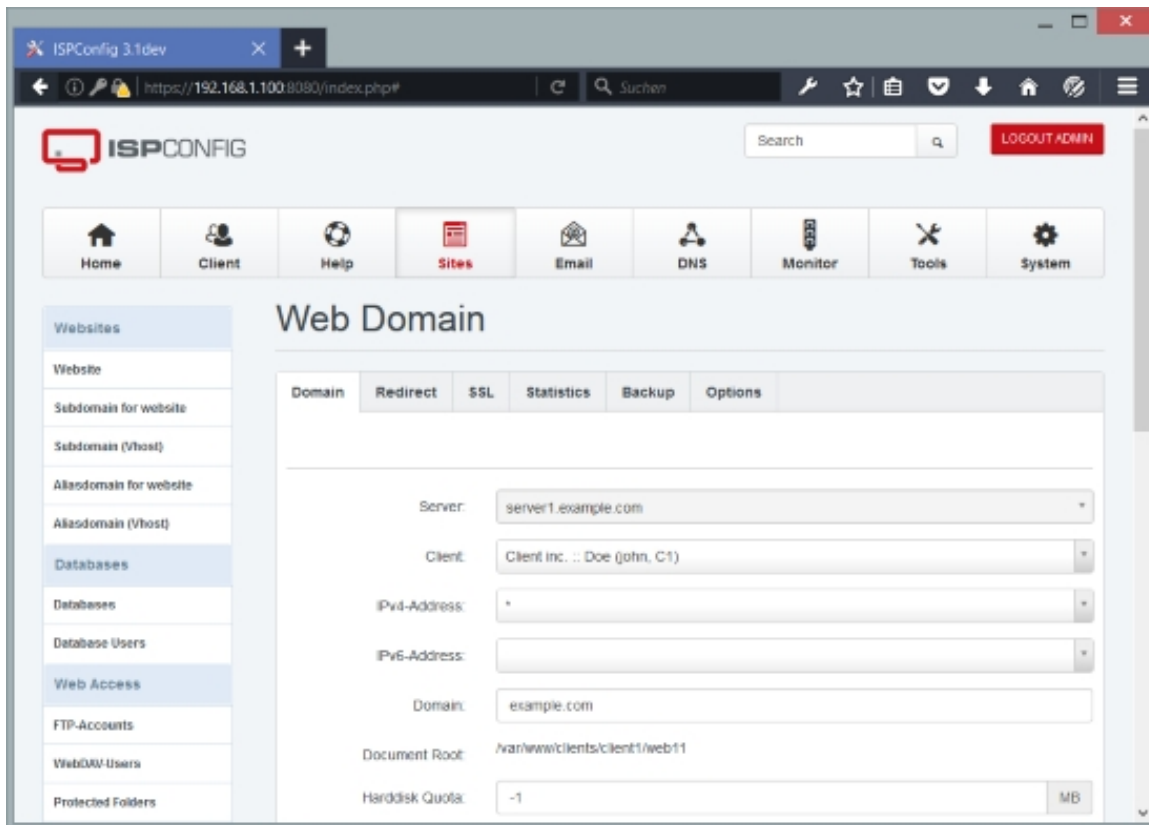 ISPConfig 3.1dev
https://192.168.1.100:8080/index.php#
Suchen
ISPCONFIG
Search
LOGOUT ADMIN
Home Client Help Sites Email DNS Monitor Tools System
Websites
Website
Subdomain for website
Subdomain (Vhost)
Aliasdomain for website
Aliasdomain (Vhost)
Databases
Databases
Database Users
Web Access
FTP-Accounts
WebDAV-Users
Protected Folders
Web Domain
Domain Redirect SSL Statistics Backup Options
Server: server1.example.com
Client: Client inc. :: Doe (john, C1)
IPv4-Address: *
IPv6-Address:
Domain: example.com
Document Root: /var/www/clients/client1/web11
Harddisk Quota: -1 MB